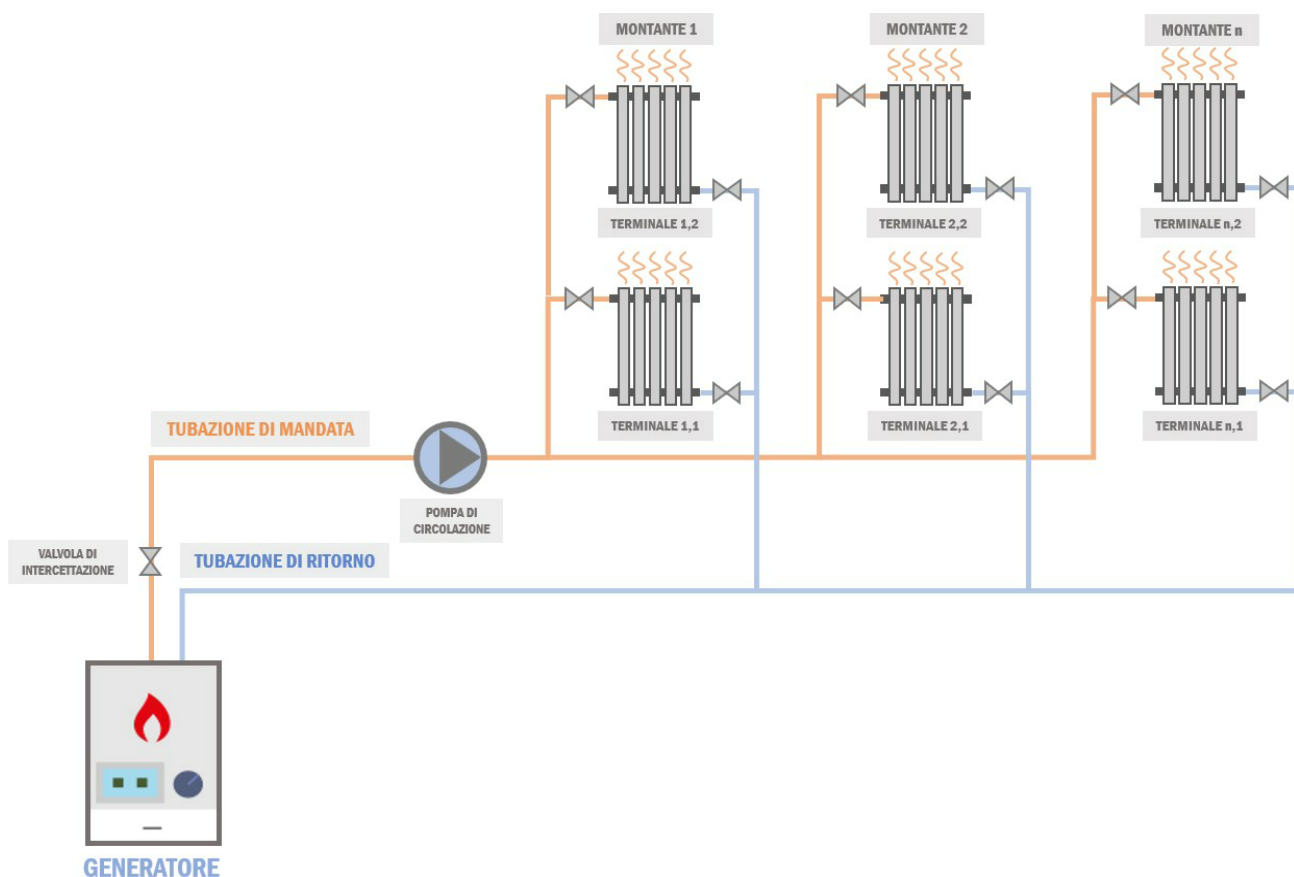 MONTANTE 1
MONTANTE 2
MONTANTE n
TERMINALE 1,2
TERMINALE 2,2
TERMINALE n,2
TERMINALE 1,1
TERMINALE 2,1
TERMINALE n,1
TUBAZIONE DI MANDATA
POMPA DI
CIRCOLAZIONE
VALVOLA DI
INTERCETTAZIONE
TUBAZIONE DI RITORNO
GENERATORE